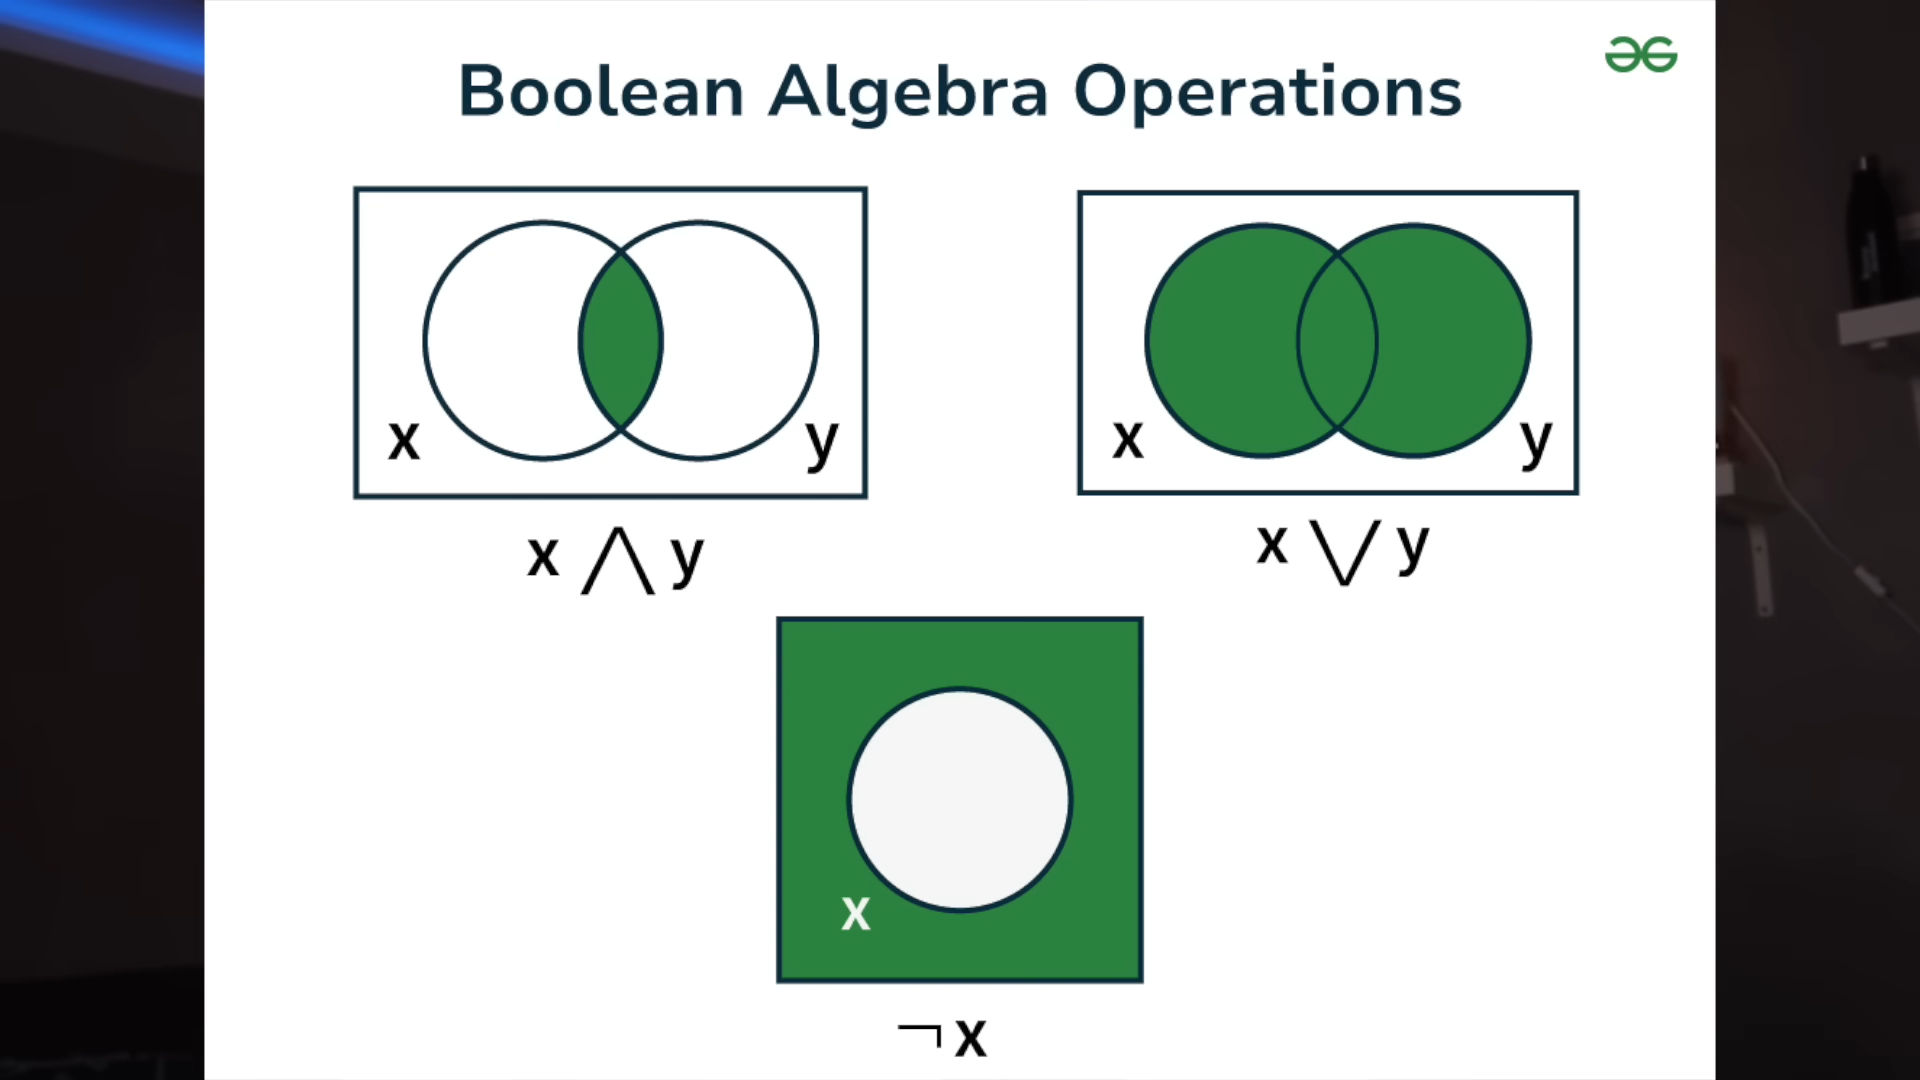 Boolean Algebra Operations
x y
x y
x ⋀ y
x ⋁ y
x
¬ x